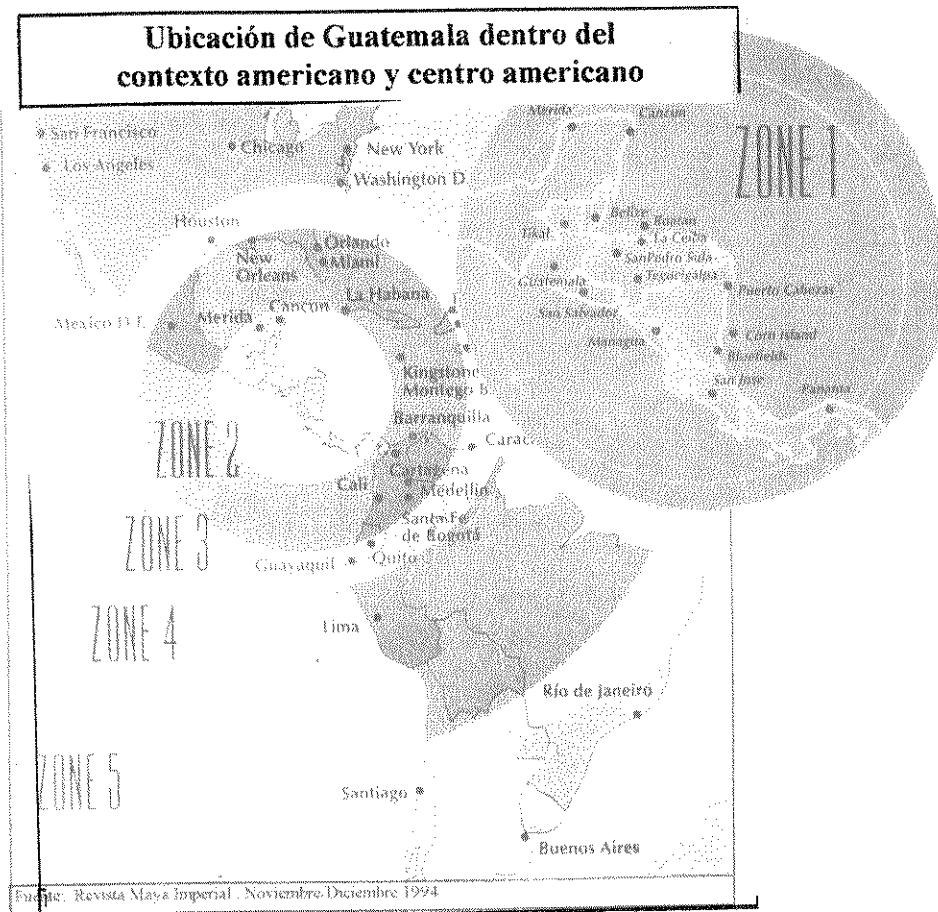 Ubicación de Guatemala dentro del
contexto americano y centro americano
San Francisco
Los Angeles
Chicago
New York
Washington D
Houston
New
Orleans
Orlando
Miami
La Habana
Mexico D.F.
Merida
Cancun
Kingstone
Montego B.
Barranquilla
Carac
Cartagena
Cali
Medellin
Santa Fe
de Bogotá
Guayaquil
Quito
Lima
Río de Janeiro
Santiago
Buenos Aires
ZONE 1
Merida
Cancun
Tikal
Belize
Roatan
La Ceiba
SanPedro Sula
Tegucigalpa
Guatemala
San Salvador
Puerto Cabezas
Managua
Corn Island
Bluefields
San Jose
Panama
ZONE 2
ZONE 3
ZONE 4
ZONE 5
Fuente: Revista Maya Imperial . Noviembre-Diciembre 1994